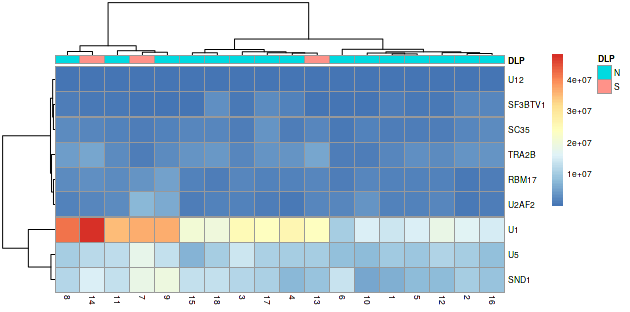 DLP
U12
SF3BTV1
SC35
TRA2B
RBM17
U2AF2
U1
U5
SND1
8 14 11 7 9 15 18 3 17 4 13 6 10 1 5 12 2 16
4e+07
3e+07
2e+07
1e+07
DLP
N
S